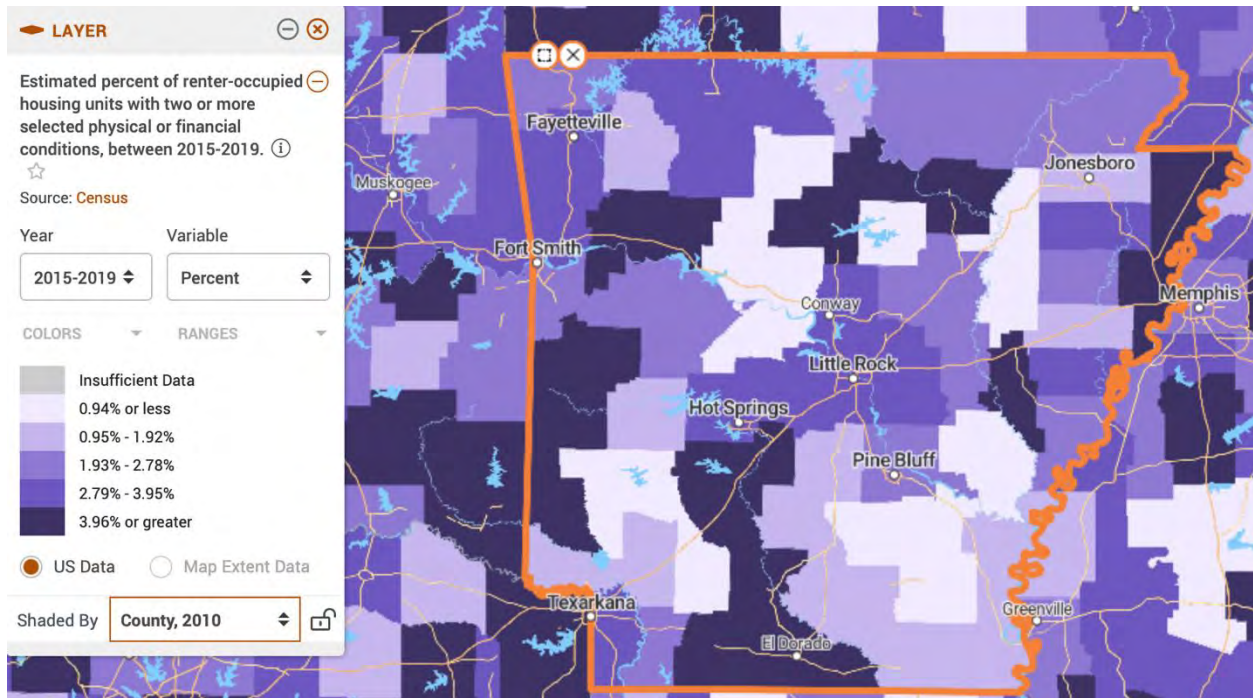 LAYER
Estimated percent of renter-occupied
housing units with two or more
selected physical or financial
conditions, between 2015-2019.
Source: Census
Year
Variable
2015-2019
Percent
COLORS
RANGES
Insufficient Data
0.94% or less
0.95% - 1.92%
1.93% - 2.78%
2.79% - 3.95%
3.96% or greater
US Data
Map Extent Data
Shaded By
County, 2010
Fayetteville
Jonesboro
Muskogee
Fort Smith
Memphis
Conway
Little Rock
Hot Springs
Pine Bluff
Texarkana
Greenville
El Dorado